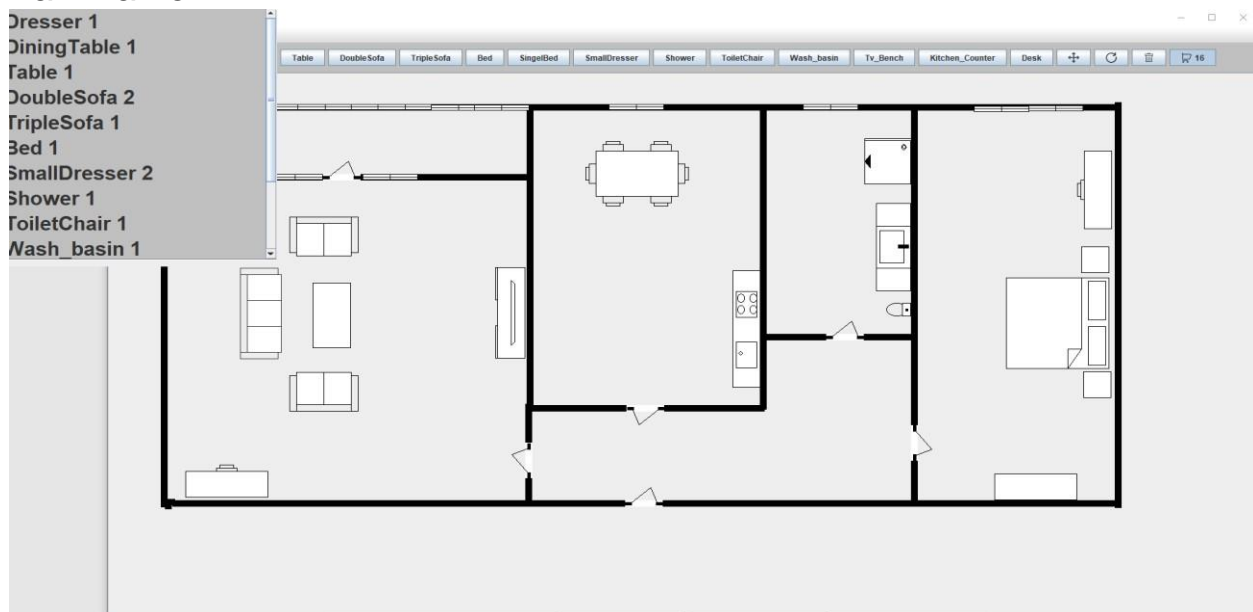 Dresser 1
DiningTable 1
Table 1
DoubleSofa 2
TripleSofa 1
Bed 1
SmallDresser 2
Shower 1
ToiletChair 1
Wash_basin 1
Table DoubleSofa TripleSofa Bed SingelBed SmallDresser Shower ToiletChair Wash_basin Tv_Bench Kitchen_Counter Desk 16